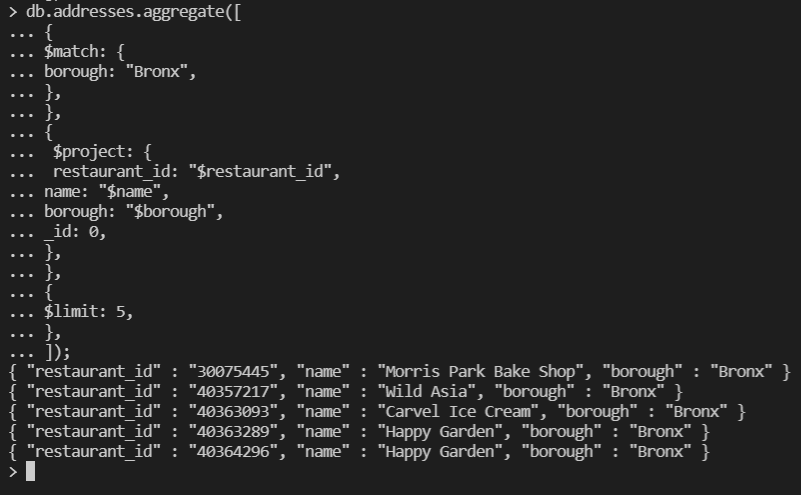 > db.addresses.aggregate([
... {
... $match: {
... borough: "Bronx",
... },
... },
... {
...  $project: {
...  restaurant_id: "$restaurant_id",
... name: "$name",
... borough: "$borough",
... _id: 0,
... },
... },
... {
... $limit: 5,
... },
... ]);
{ "restaurant_id" : "30075445", "name" : "Morris Park Bake Shop", "borough" : "Bronx" }
{ "restaurant_id" : "40357217", "name" : "Wild Asia", "borough" : "Bronx" }
{ "restaurant_id" : "40363093", "name" : "Carvel Ice Cream", "borough" : "Bronx" }
{ "restaurant_id" : "40363289", "name" : "Happy Garden", "borough" : "Bronx" }
{ "restaurant_id" : "40364296", "name" : "Happy Garden", "borough" : "Bronx" }
>